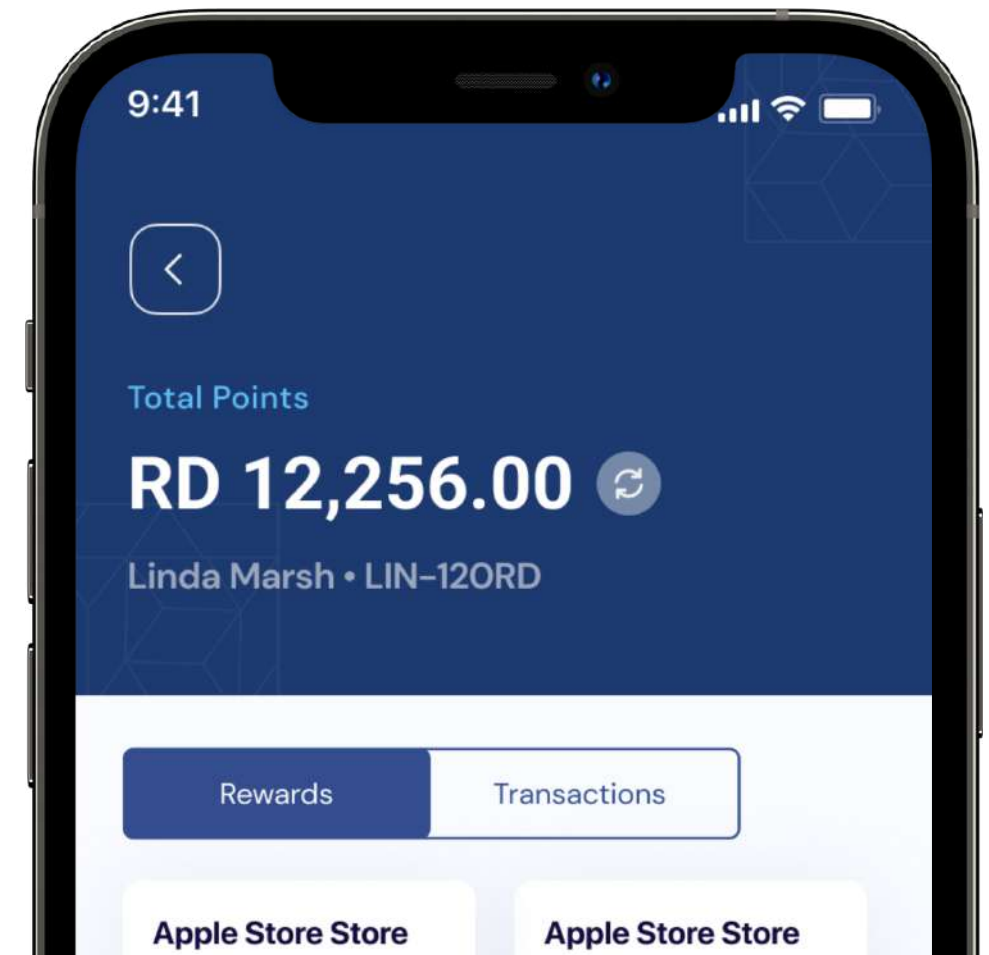 9:41
Total Points
RD 12,256.00
Linda Marsh • LIN-120RD
Rewards Transactions
Apple Store Store Apple Store Store